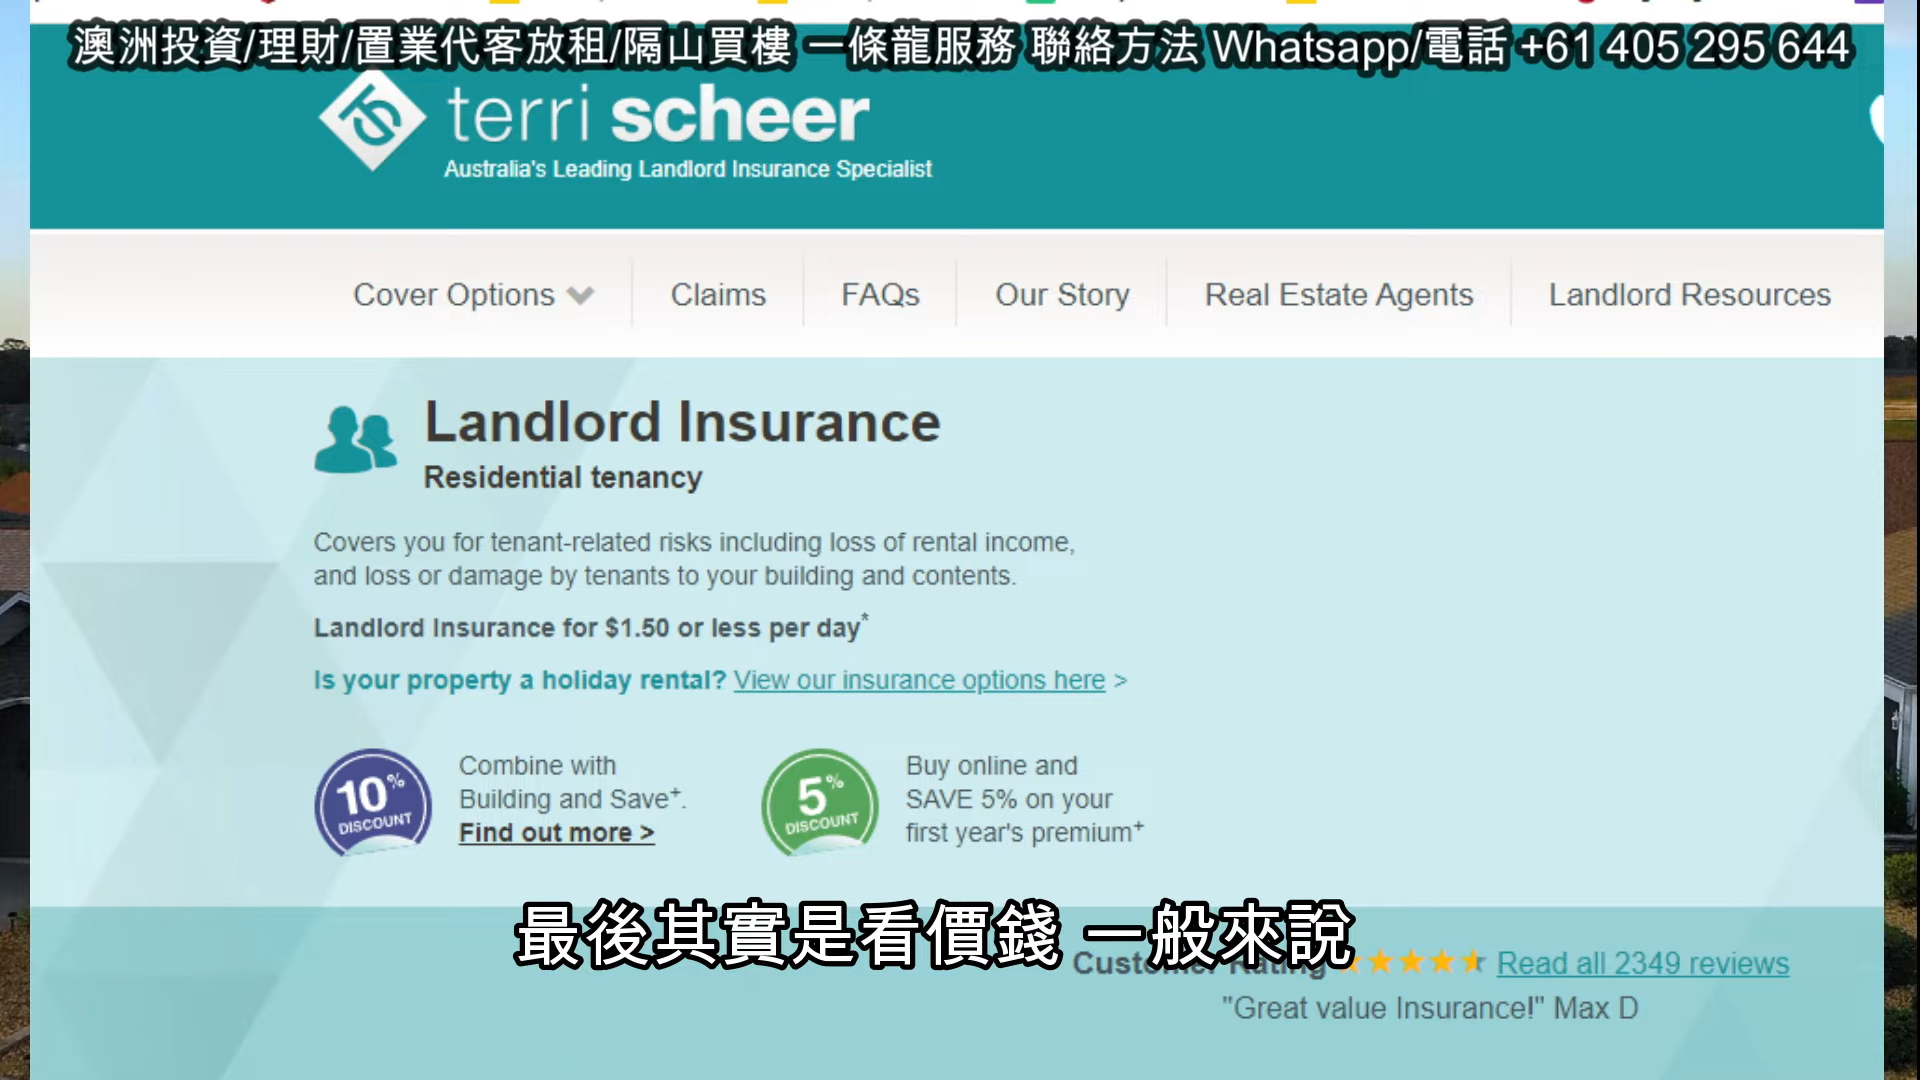 澳洲投資/理財/置業代客放租/隔山買樓 一條龍服務 聯絡方法 Whatsapp/電話 +61 405 295 644
terri scheer
Australia's Leading Landlord Insurance Specialist
Cover Options
Claims
FAQs
Our Story
Real Estate Agents
Landlord Resources
Landlord Insurance
Residential tenancy
Covers you for tenant-related risks including loss of rental income,
and loss or damage by tenants to your building and contents.
Landlord Insurance for $1.50 or less per day*
Is your property a holiday rental? View our insurance options here >
10% DISCOUNT
Combine with
Building and Save+.
Find out more >
5% DISCOUNT
Buy online and
SAVE 5% on your
first year's premium+
最後其實是看價錢 一般來說
Customer Rating
Read all 2349 reviews
"Great value Insurance!" Max D